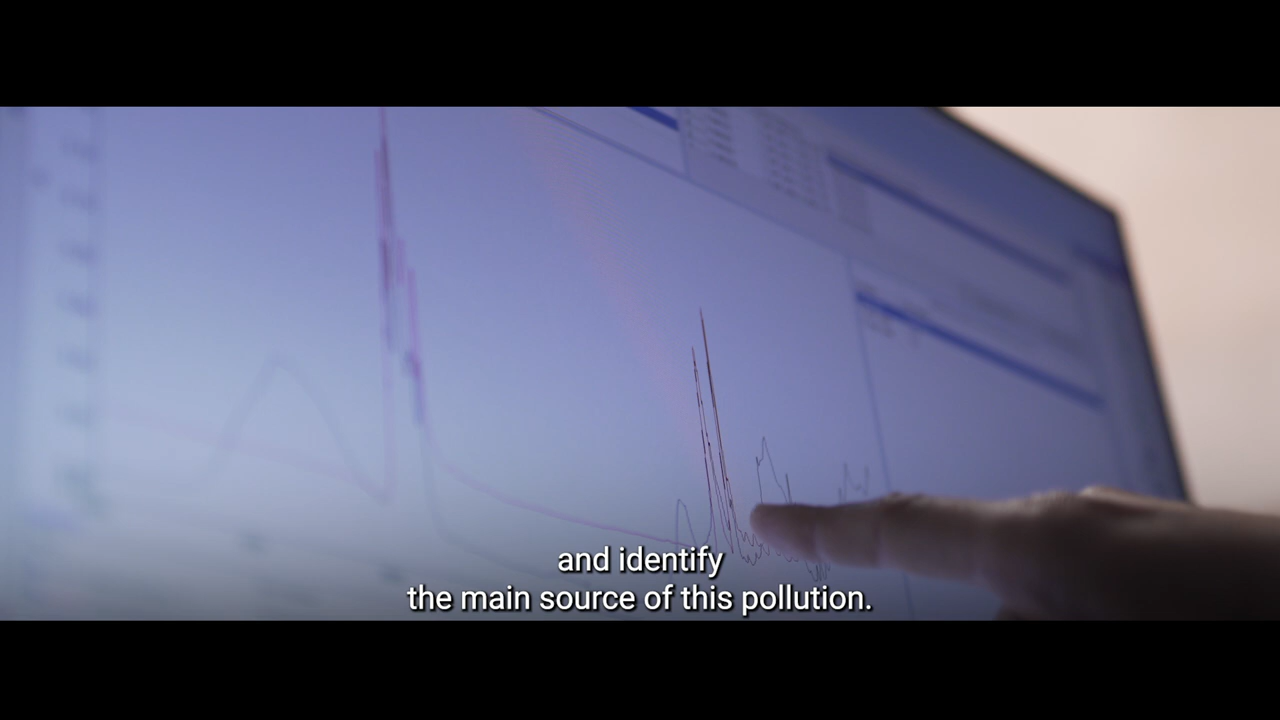 and identify
the main source of this pollution.